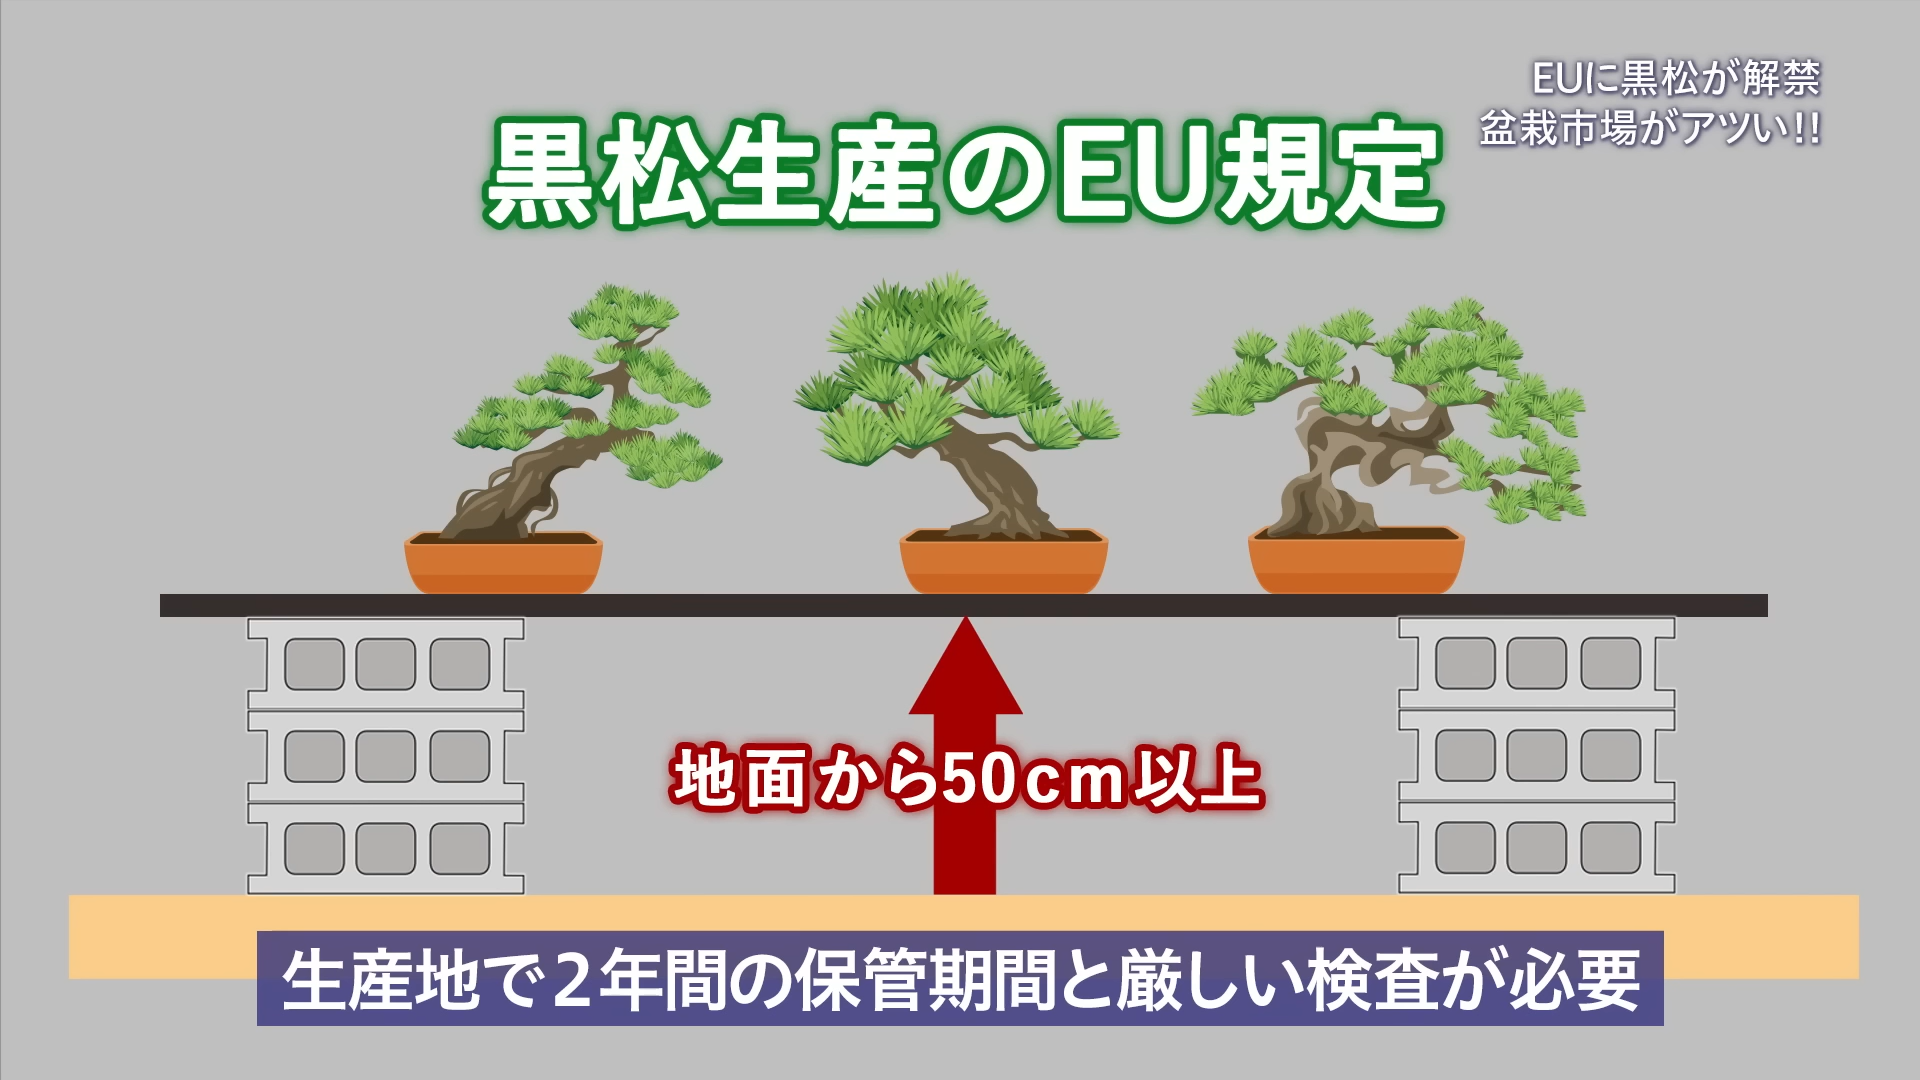 EUに黒松が解禁
盆栽市場がアツい!!
黒松生産のEU規定
地面から50cm以上
生産地で２年間の保管期間と厳しい検査が必要